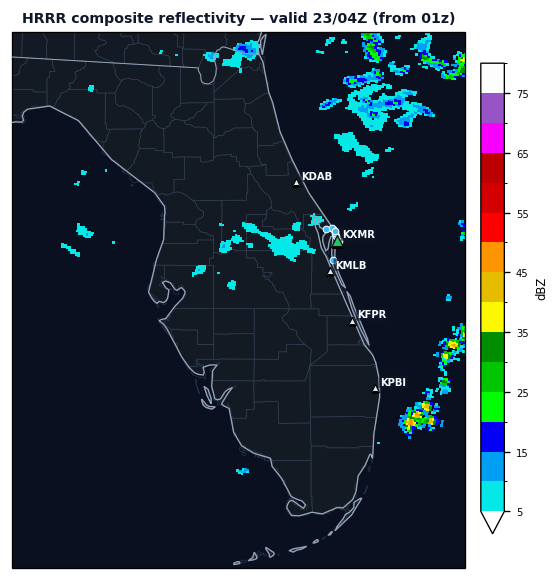 HRRR composite reflectivity — valid 23/04Z (from 01z)
KDAB
KXMR
KMLB
KFPR
KPBI
75
65
55
45
35
25
15
5
dBZ